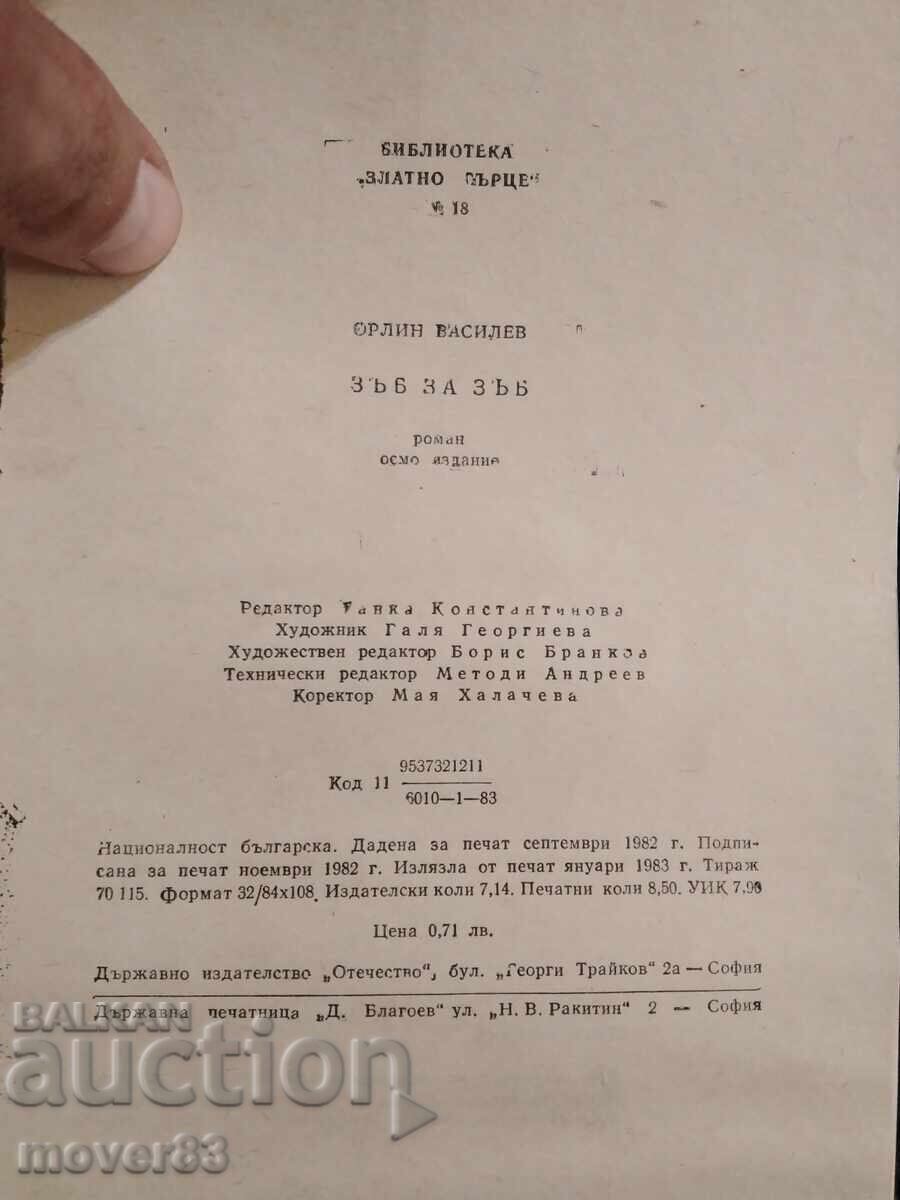 БИБЛИОТЕКА
„ЗЛАТНО ПЪРЦЕ“
№ 18
ОРЛИН ВАСИЛЕВ
ЗЪБ ЗА ЗЪБ
роман
осмо издание
Редактор Ганка Константинова
Художник Галя Георгиева
Художествен редактор Борис Бранков
Технически редактор Методи Андреев
Коректор Мая Халачева
9537321211
Код 11
6010—1—83
Националност българска. Дадена за печат септември 1982 г. Подпи-
сана за печат ноември 1982 г. Излязла от печат януари 1983 г. Тираж
70 115. формат 32/84х108. Издателски коли 7,14. Печатни коли 8,50. УИК
Цена 0,71 лв.
Държавно издателство „Отечество“, бул. „Георги Трайков“ 2а — София
Държавна печатница „Д. Благоев“ ул. „Н. В. Ракитин“ 2 — София
BALKAN
auction
mover83